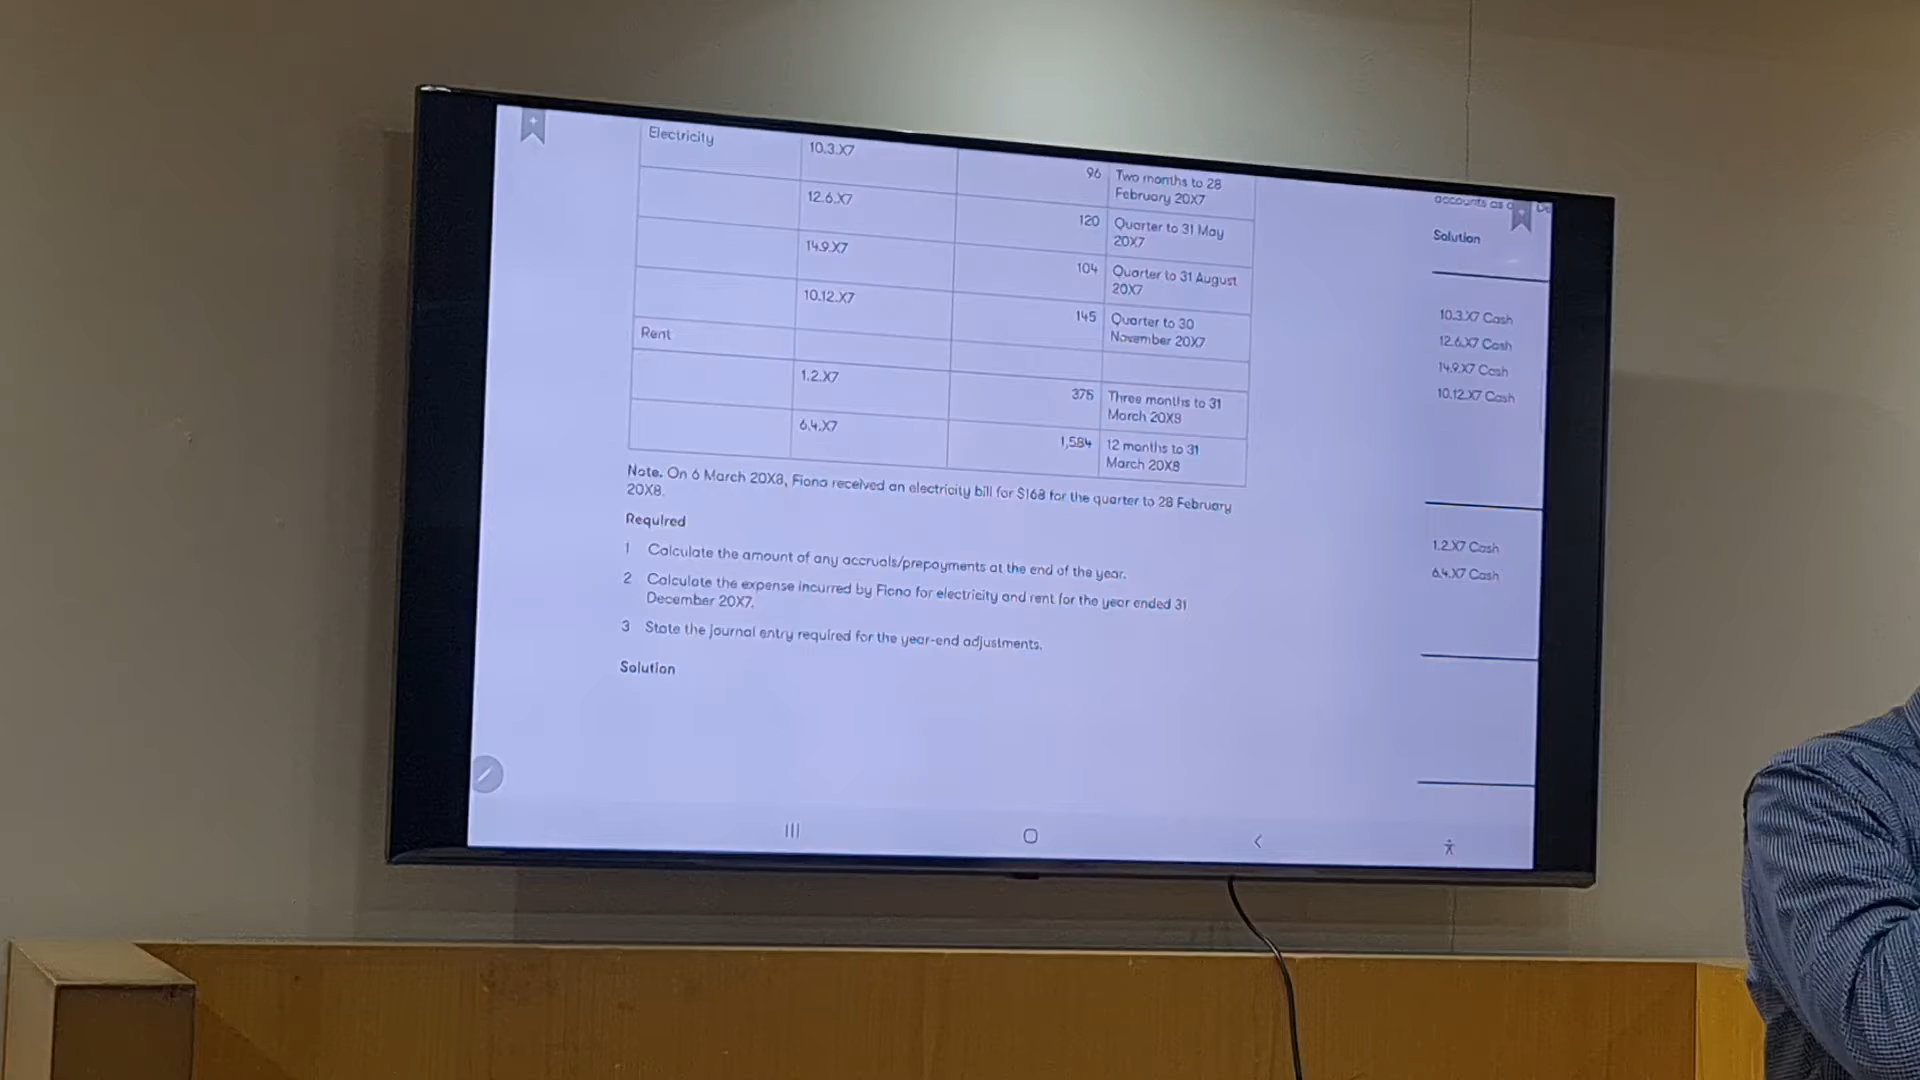 Electricity
10.3.X7
96
Two months to 28
February 20X7
12.6.X7
120
Quarter to 31 May
20X7
14.9.X7
104
Quarter to 31 August
20X7
10.12.X7
145
Quarter to 30
November 20X7
Rent
1.2.X7
375
Three months to 31
March 20X8
6.4.X7
1,584
12 months to 31
March 20X8
Note. On 6 March 20X8, Fiona received an electricity bill for $168 for the quarter to 28 February
20X8.
Required
1 Calculate the amount of any accruals/prepayments at the end of the year.
2 Calculate the expense incurred by Fiona for electricity and rent for the year ended 31
December 20X7.
3 State the journal entry required for the year-end adjustments.
Solution
accounts as
Solution
10.3.X7 Cash
12.6.X7 Cash
14.9.X7 Cash
10.12.X7 Cash
1.2.X7 Cash
6.4.X7 Cash